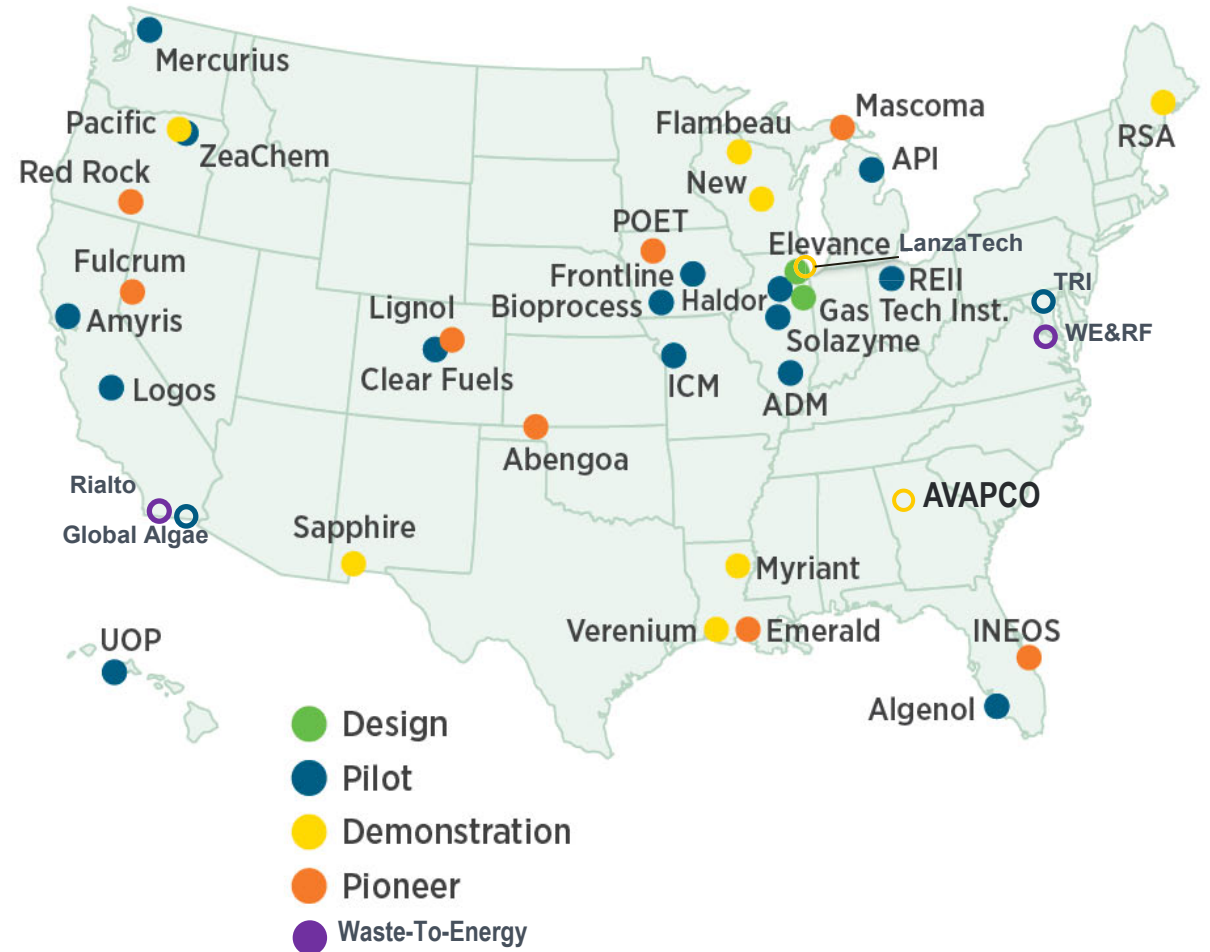 Mercurius
Pacific
ZeaChem
Red Rock
Fulcrum
Amyris
Logos
Lignol
Clear Fuels
Rialto
Global Algae
Sapphire
Abengoa
Flambeau
Mascoma
API
New
POET
Elevance
LanzaTech
Frontline
Bioprocess
Haldor
REII
Gas Tech Inst.
Solazyme
ICM
ADM
RSA
TRI
WE&RF
AVAPCO
Myriant
Verenium
Emerald
INEOS
Algenol
UOP
Design
Pilot
Demonstration
Pioneer
Waste-To-Energy